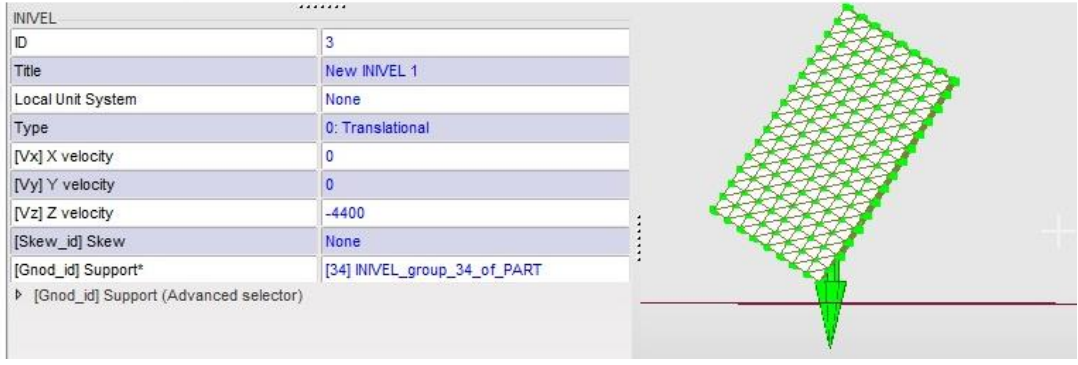 INIVEL
ID 3
Title New INIVEL 1
Local Unit System None
Type 0: Translational
[Vx] X velocity 0
[Vy] Y velocity 0
[Vz] Z velocity -4400
[Skew_id] Skew None
[Gnod_id] Support* [34] INIVEL_group_34_of_PART
[Gnod_id] Support (Advanced selector)